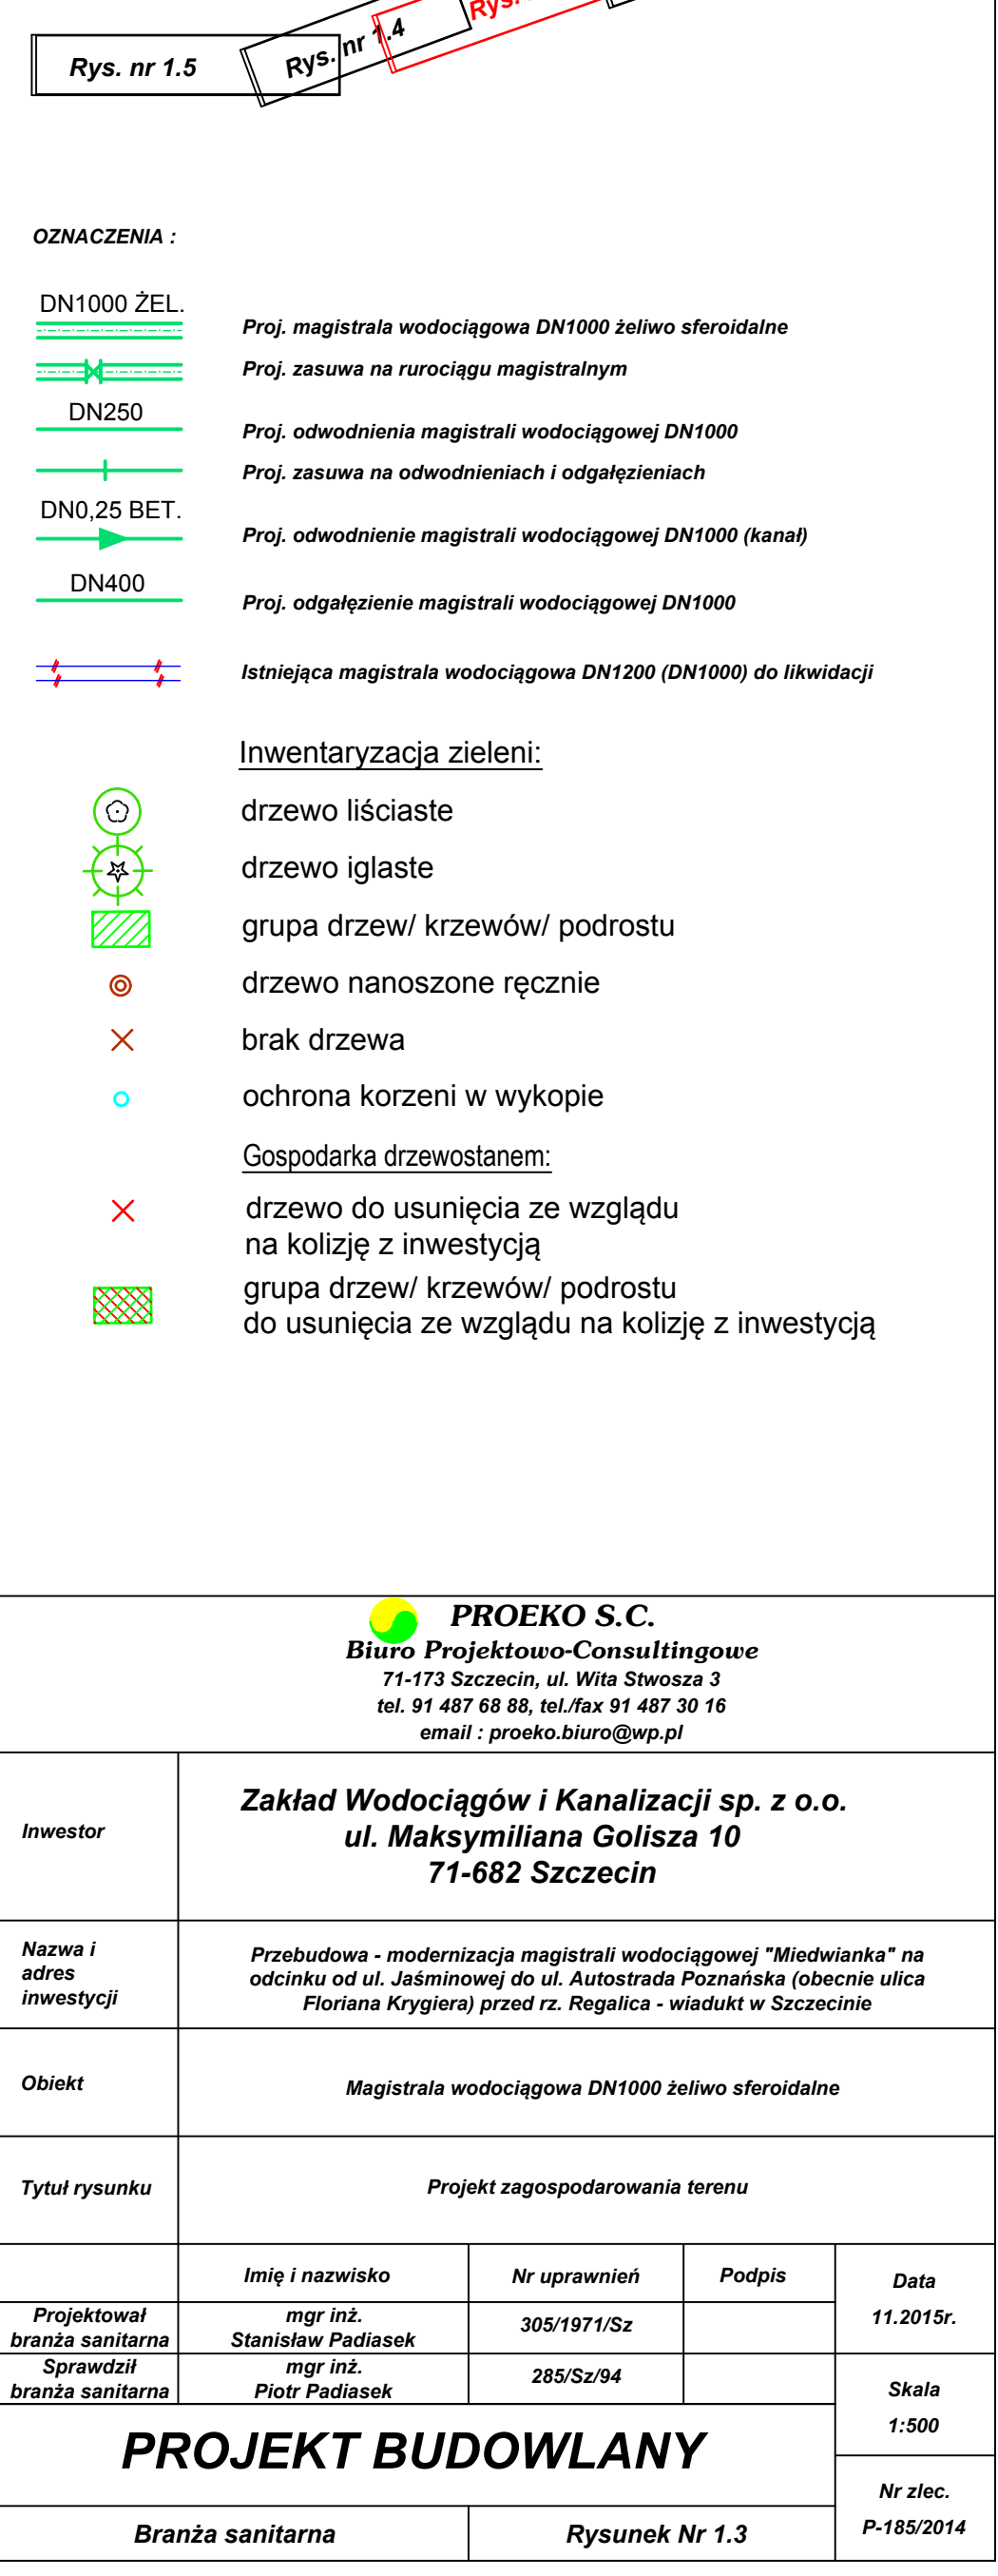 Rys. nr 1.5
Rys. nr 1.4
Rys.
OZNACZENIA :
DN1000 ŻEL.
Proj. magistrala wodociągowa DN1000 żeliwo sferoidalne
Proj. zasuwa na rurociągu magistralnym
DN250
Proj. odwodnienia magistrali wodociągowej DN1000
Proj. zasuwa na odwodnieniach i odgałęzieniach
DN0,25 BET.
Proj. odwodnienie magistrali wodociągowej DN1000 (kanał)
DN400
Proj. odgałęzienie magistrali wodociągowej DN1000
Istniejąca magistrala wodociągowa DN1200 (DN1000) do likwidacji
Inwentaryzacja zieleni:
drzewo liściaste
drzewo iglaste
grupa drzew/ krzewów/ podrostu
drzewo nanoszone ręcznie
brak drzewa
ochrona korzeni w wykopie
Gospodarka drzewostanem:
drzewo do usunięcia ze wzglądu
na kolizję z inwestycją
grupa drzew/ krzewów/ podrostu
do usunięcia ze wzglądu na kolizję z inwestycją
PROEKO S.C.
Biuro Projektowo-Consultingowe
71-173 Szczecin, ul. Wita Stwosza 3
tel. 91 487 68 88, tel./fax 91 487 30 16
email : proeko.biuro@wp.pl
Inwestor
Zakład Wodociągów i Kanalizacji sp. z o.o.
ul. Maksymiliana Golisza 10
71-682 Szczecin
Nazwa i
adres
inwestycji
Przebudowa - modernizacja magistrali wodociągowej "Miedwianka" na
odcinku od ul. Jaśminowej do ul. Autostrada Poznańska (obecnie ulica
Floriana Krygiera) przed rz. Regalica - wiadukt w Szczecinie
Obiekt
Magistrala wodociągowa DN1000 żeliwo sferoidalne
Tytuł rysunku
Projekt zagospodarowania terenu
Imię i nazwisko
Nr uprawnień
Podpis
Data
11.2015r.
Projektował
branża sanitarna
mgr inż.
Stanisław Padiasek
305/1971/Sz
Sprawdził
branża sanitarna
mgr inż.
Piotr Padiasek
285/Sz/94
Skala
1:500
PROJEKT BUDOWLANY
Nr zlec.
P-185/2014
Branża sanitarna
Rysunek Nr 1.3